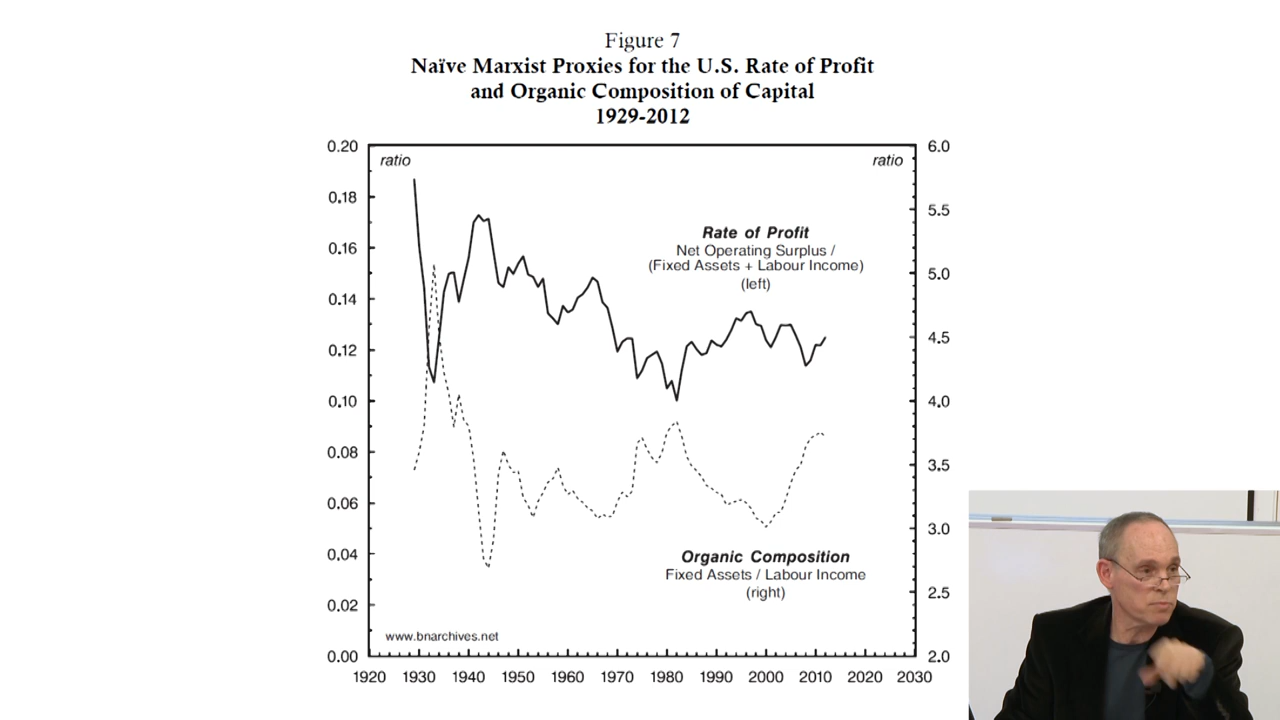 Figure 7
Naïve Marxist Proxies for the U.S. Rate of Profit
and Organic Composition of Capital
1929-2012
0.20
6.0
ratio
ratio
0.18
5.5
Rate of Profit
Net Operating Surplus /
(Fixed Assets + Labour Income)
(left)
0.16
5.0
0.14
4.5
0.12
0.10
4.0
0.08
3.5
0.06
3.0
Organic Composition
Fixed Assets / Labour Income
(right)
0.04
2.5
0.02
www.bnarchives.net
0.00
2.0
1920 1930 1940 1950 1960 1970 1980 1990 2000 2010 2020 2030